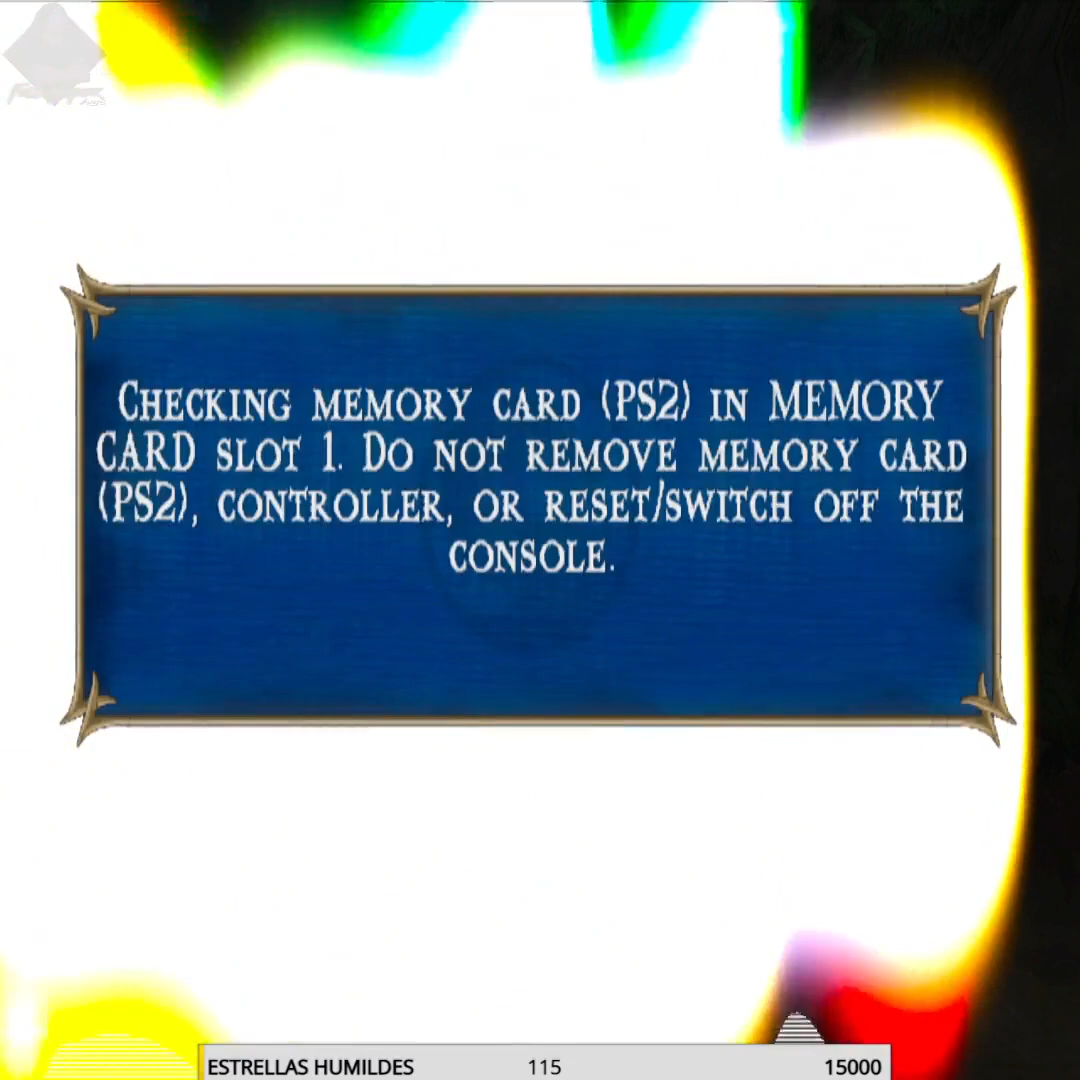 Checking memory card (PS2) in MEMORY
CARD slot 1. Do not remove memory card
(PS2), controller, or reset/switch off the
console.
ESTRELLAS HUMILDES 115 15000